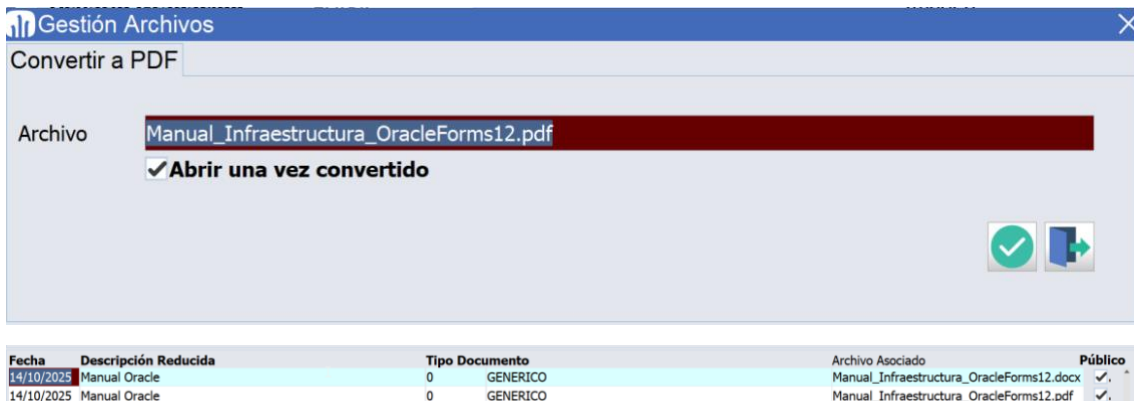 Gestión Archivos
Convertir a PDF
Archivo Manual_Infraestructura_OracleForms12.pdf
Abrir una vez convertido
Fecha Descripción Reducida Tipo Documento Archivo Asociado Público
14/10/2025 Manual Oracle 0 GENERICO Manual_Infraestructura_OracleForms12.docx
14/10/2025 Manual Oracle 0 GENERICO Manual_Infraestructura_OracleForms12.pdf